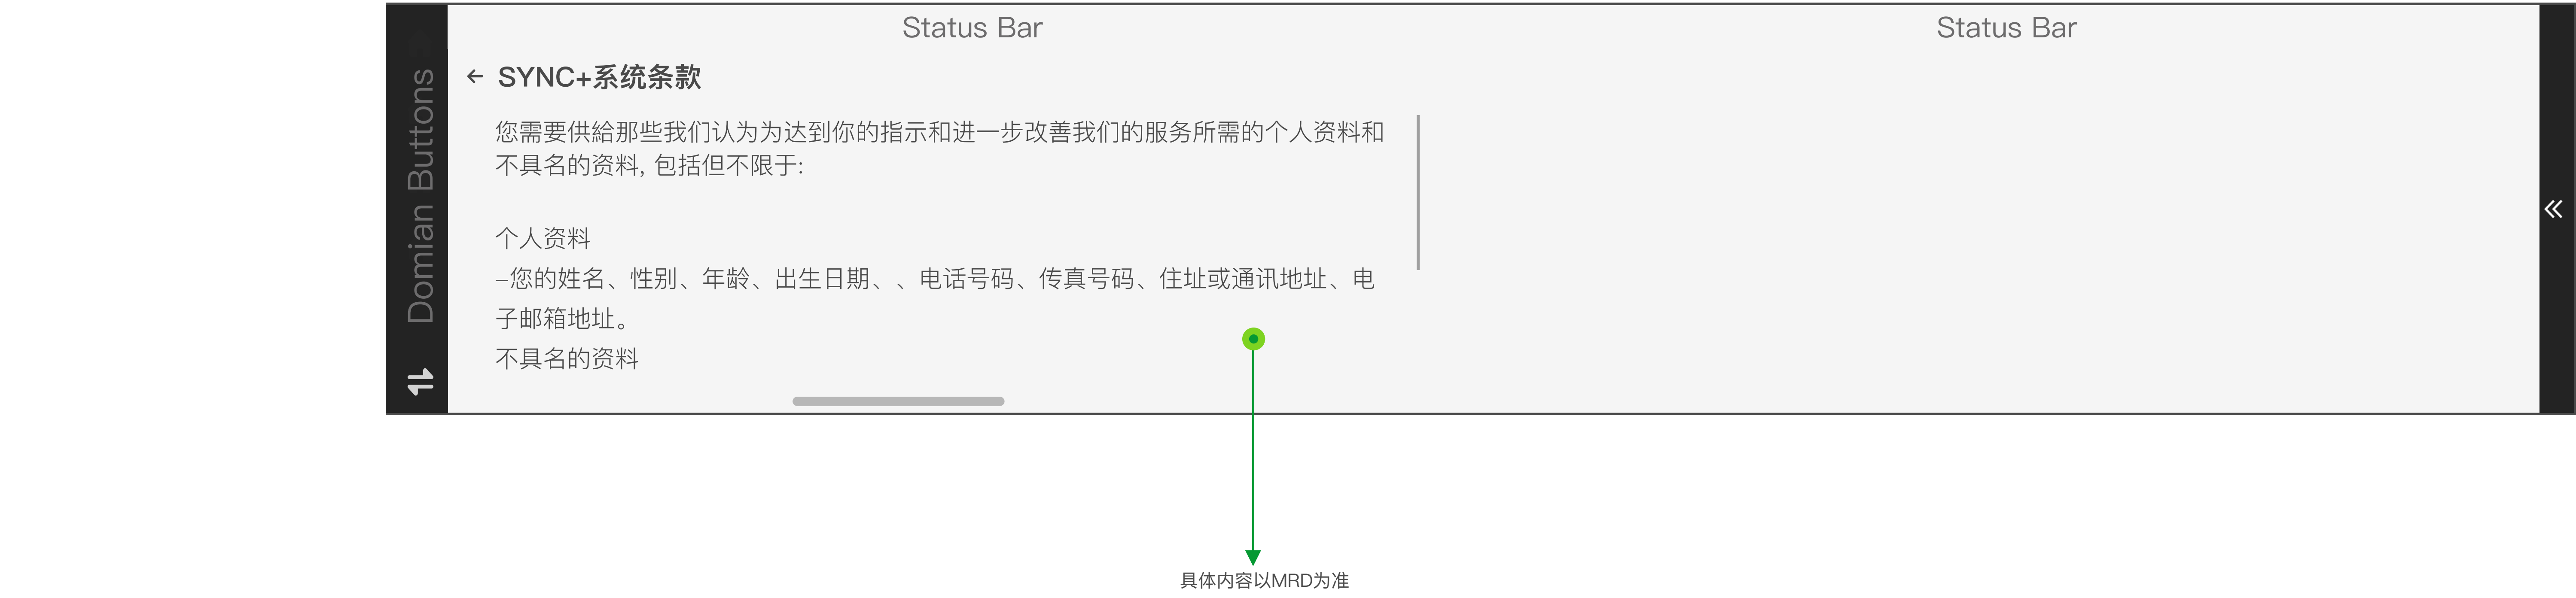 Status Bar
Status Bar
Domian Buttons
SYNC+系统条款
您需要供給那些我们认为为达到你的指示和进一步改善我们的服务所需的个人资料和
不具名的资料, 包括但不限于:
个人资料
–您的姓名、性别、年龄、出生日期、、电话号码、传真号码、住址或通讯地址、电
子邮箱地址。
不具名的资料
具体内容以MRD为准